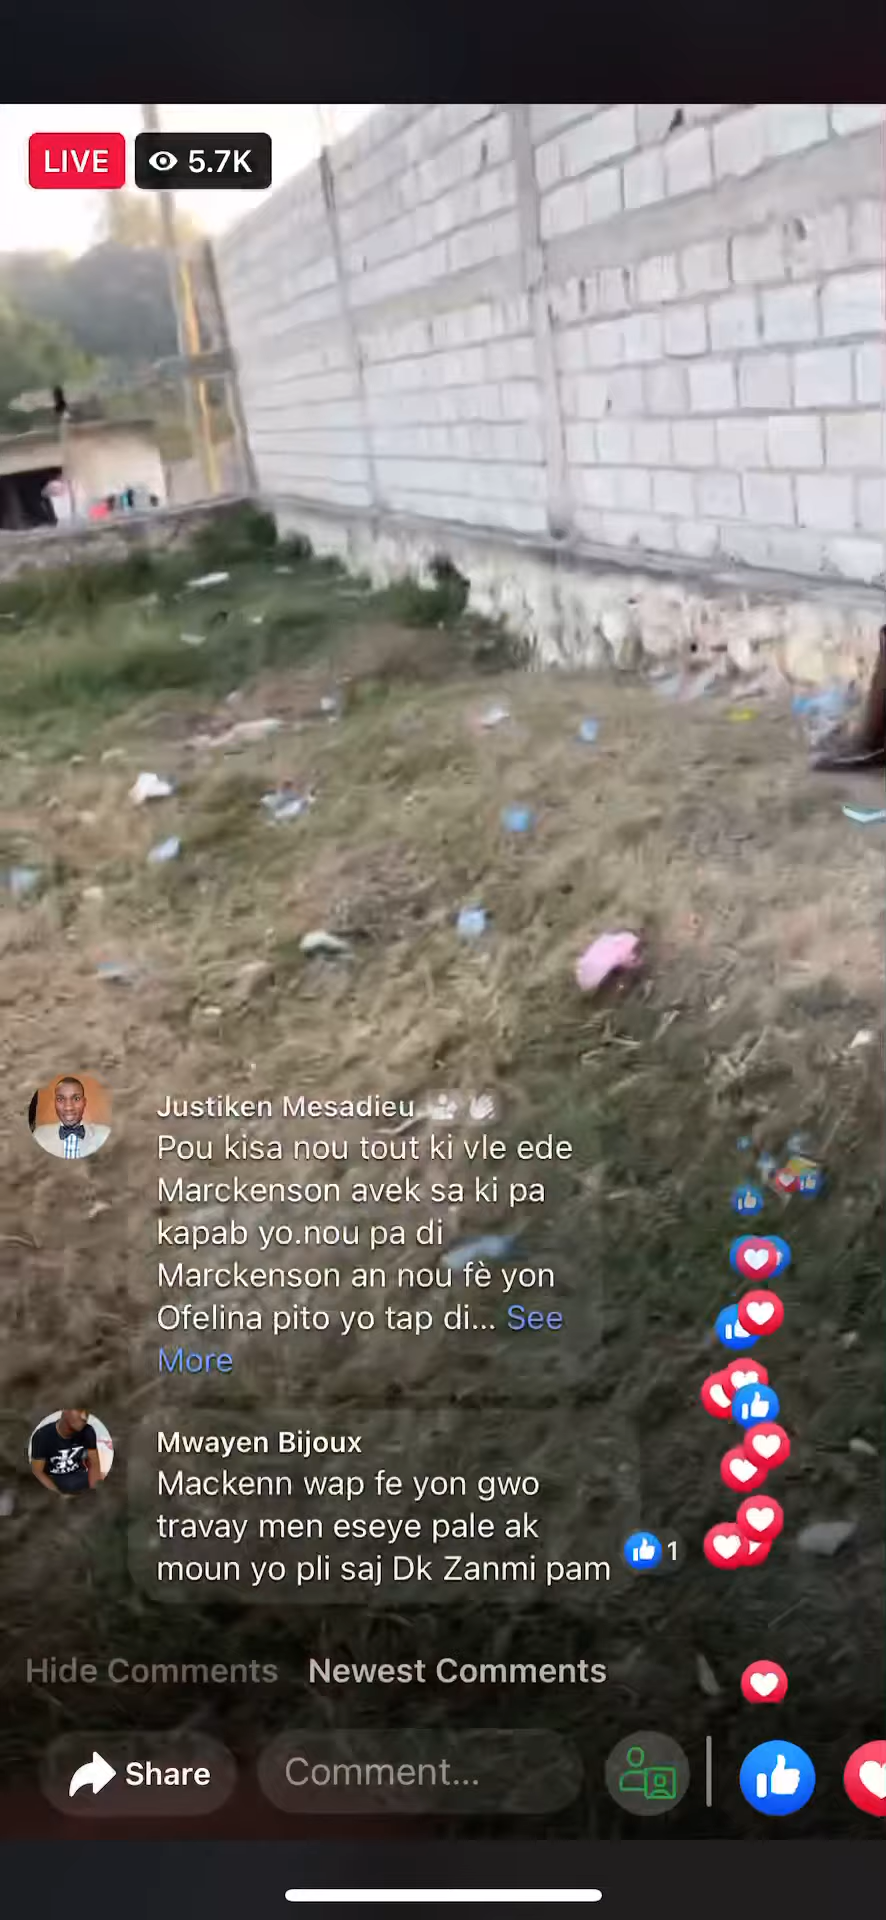 LIVE 5.7K
Justiken Mesadieu
Pou kisa nou tout ki vle ede
Marckenson avek sa ki pa
kapab yo.nou pa di
Marckenson an nou fè yon
Ofelina pito yo tap di... See
More
Mwayen Bijoux
Mackenn wap fe yon gwo
travay men eseye pale ak
moun yo pli saj Dk Zanmi pam
1
Hide Comments Newest Comments
Share Comment...